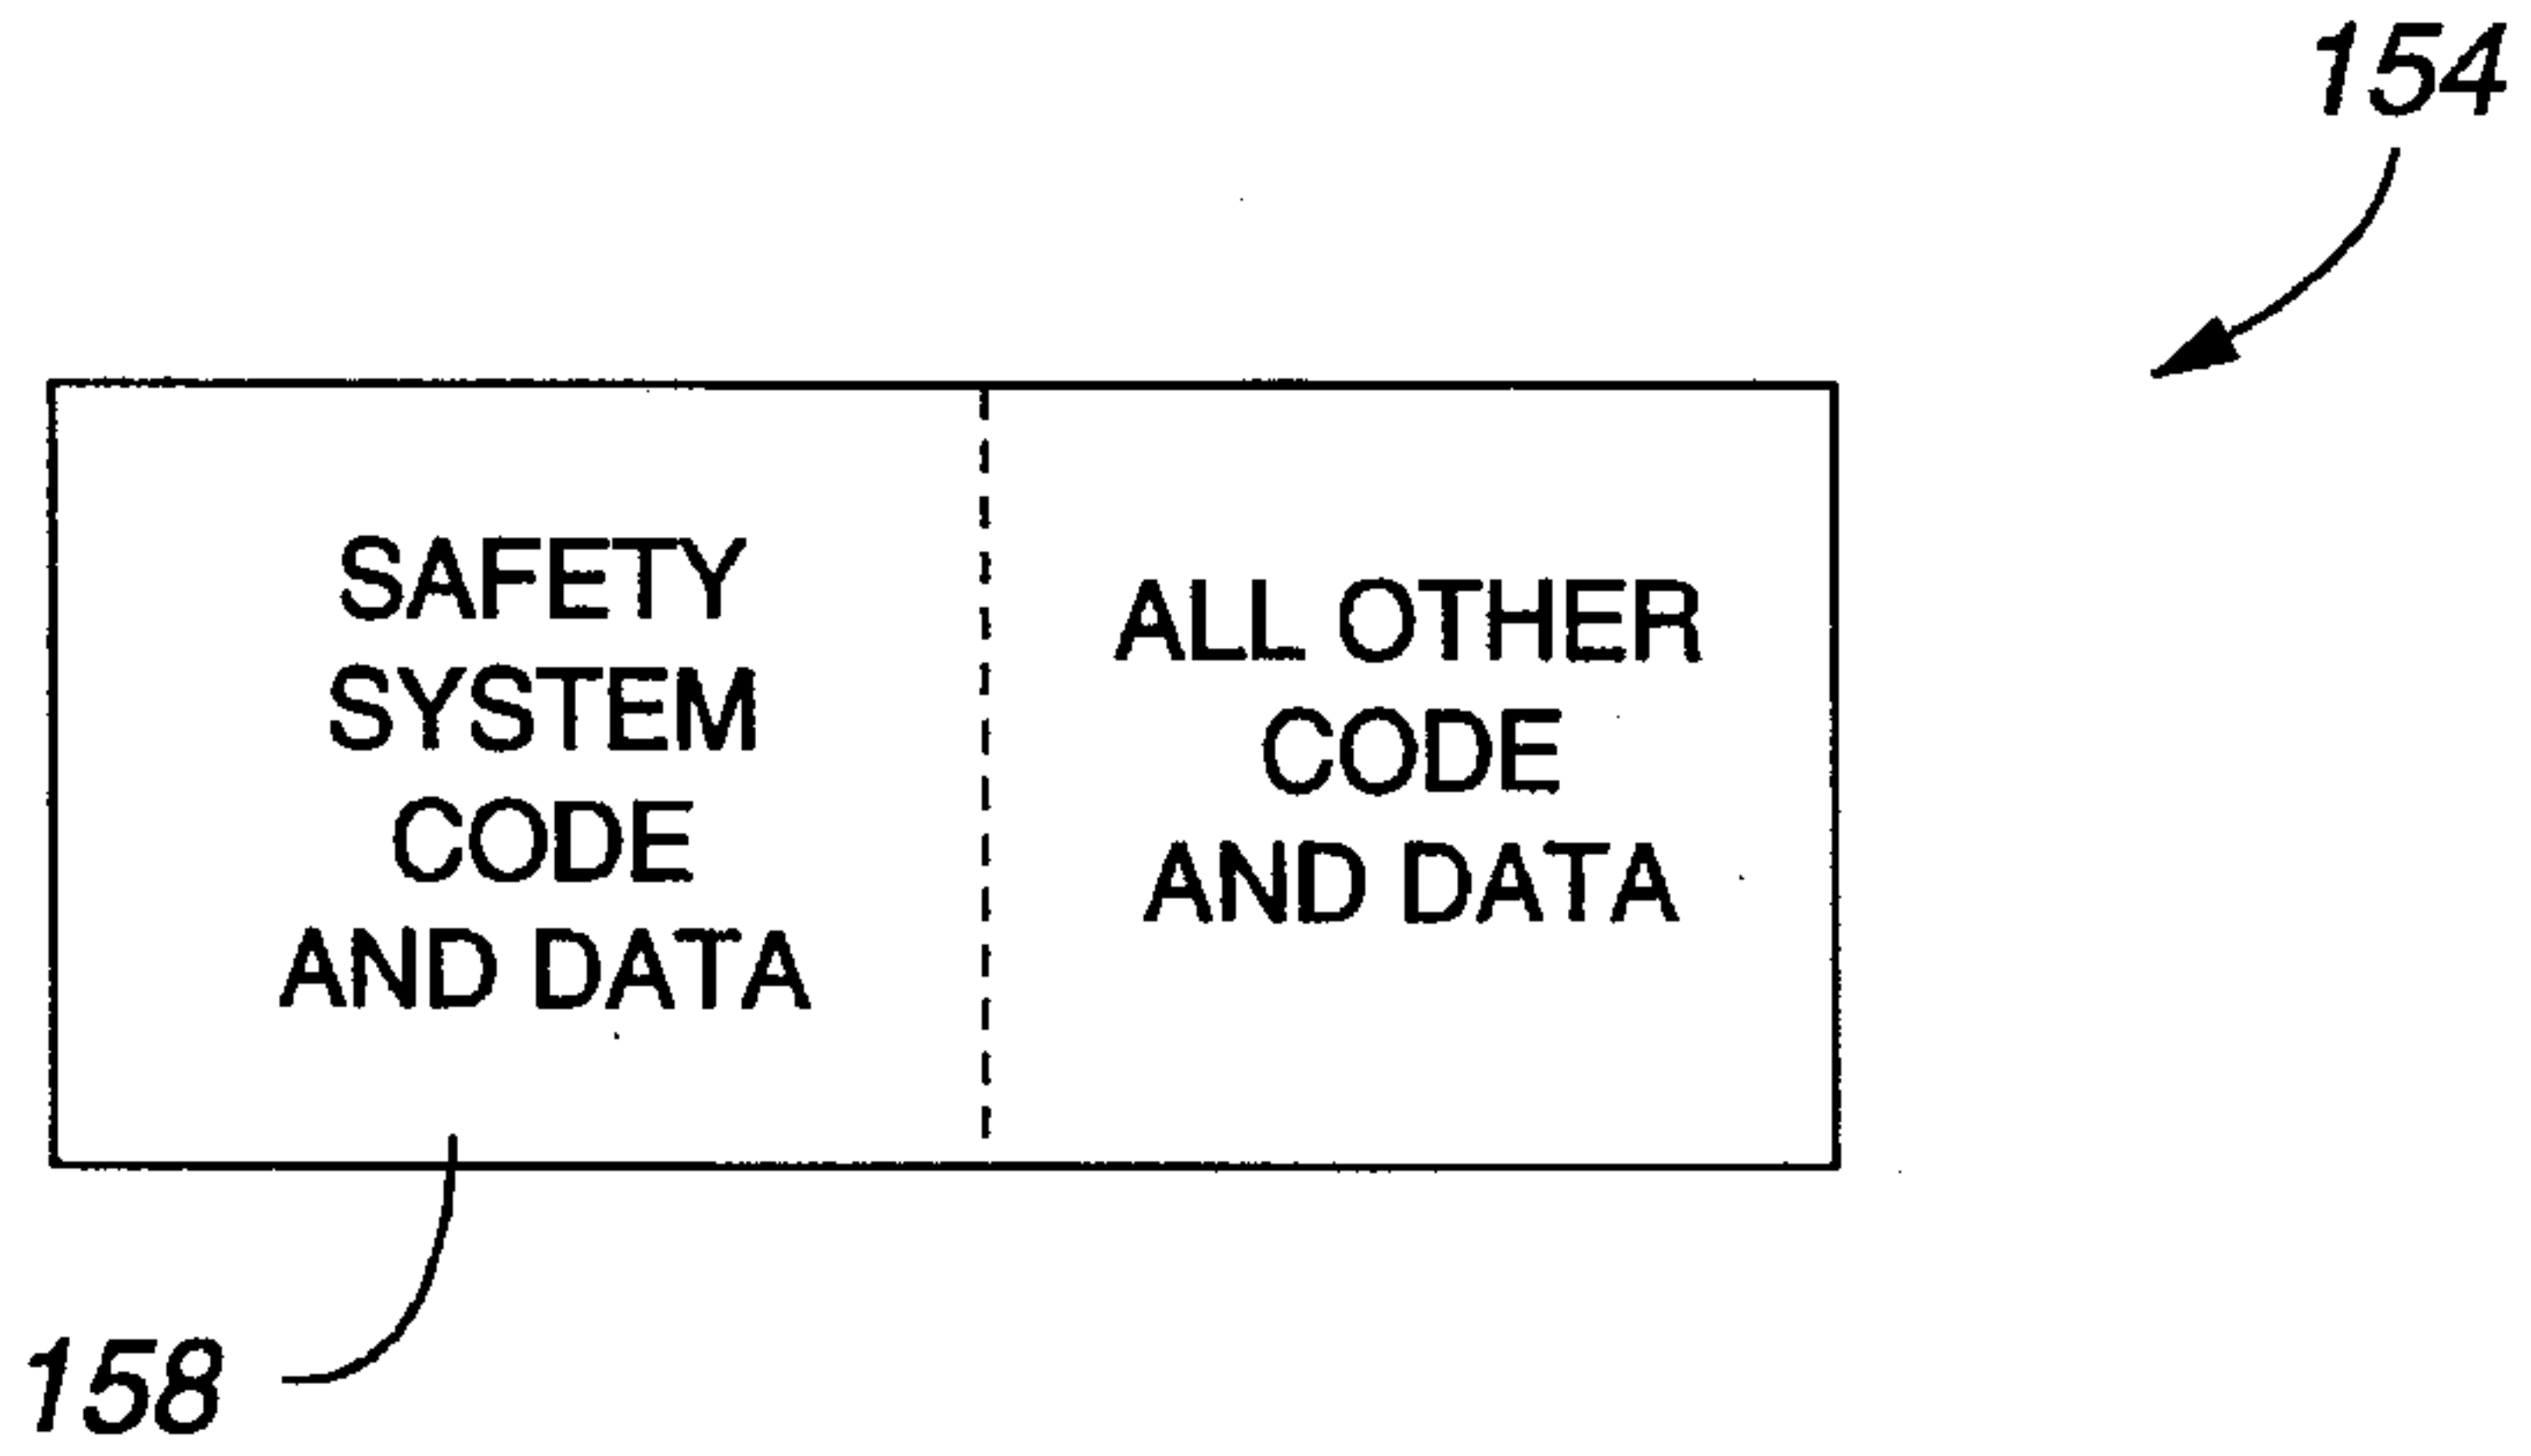 154
SAFETY
SYSTEM
CODE
AND DATA
ALL OTHER
CODE
AND DATA
158